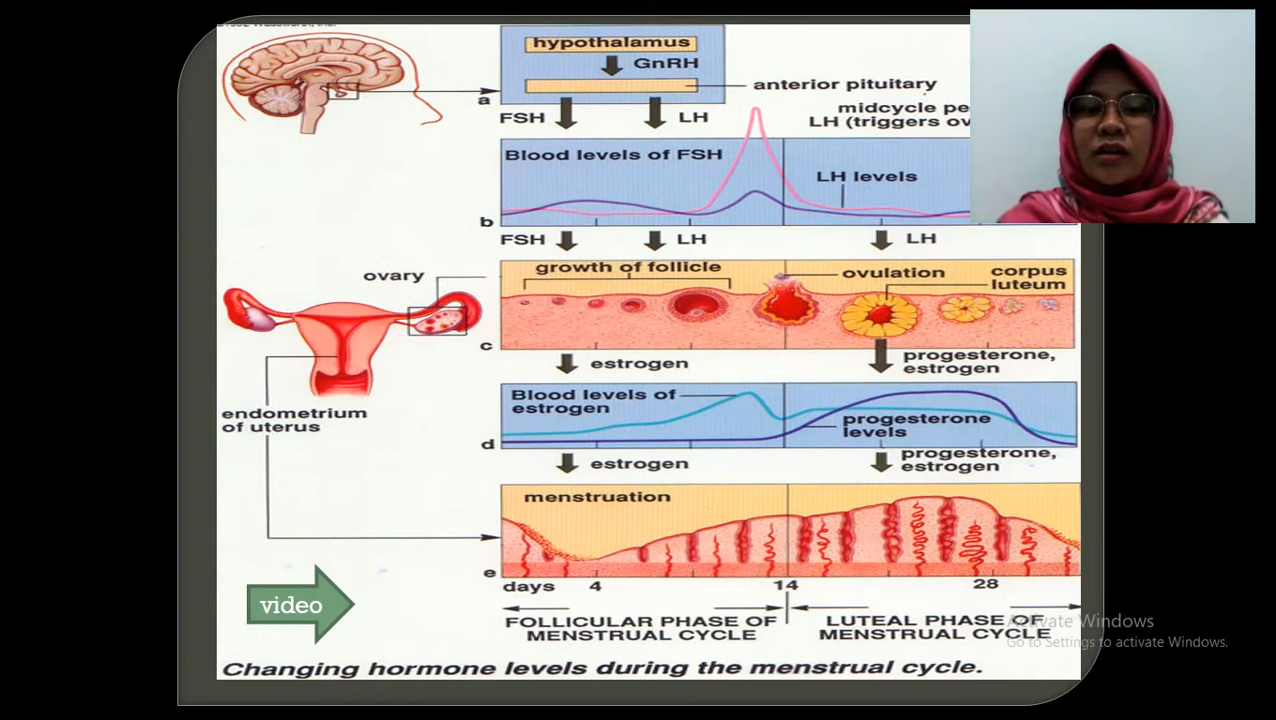 hypothalamus
GnRH
anterior pituitary
a
FSH
LH
midcycle pe
LH (triggers ov
Blood levels of FSH
LH levels
b
FSH
LH
LH
ovary
growth of follicle
ovulation
corpus
luteum
c
estrogen
progesterone,
estrogen
endometrium
of uterus
Blood levels of
estrogen
progesterone
levels
d
estrogen
progesterone,
estrogen
menstruation
e
days
4
14
28
video
FOLLICULAR PHASE OF
MENSTRUAL CYCLE
LUTEAL PHASE OF
MENSTRUAL CYCLE
Activate Windows
Go to Settings to activate Windows.
Changing hormone levels during the menstrual cycle.